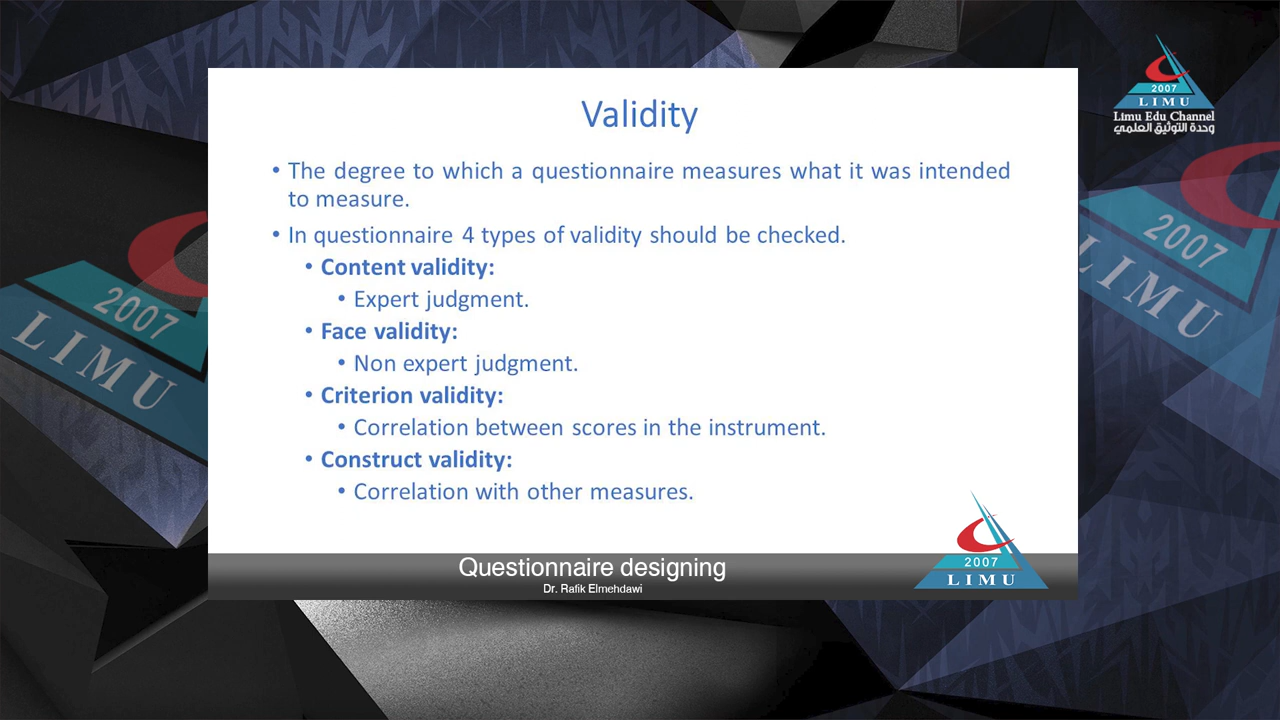 Validity
• The degree to which a questionnaire measures what it was intended
to measure.
• In questionnaire 4 types of validity should be checked.
• Content validity:
• Expert judgment.
• Face validity:
• Non expert judgment.
• Criterion validity:
• Correlation between scores in the instrument.
• Construct validity:
• Correlation with other measures.
Questionnaire designing
Dr. Rafik Elmehdawi
2007
LIMU
2007
LIMU
Limu Edu Channel
وحدة التوثيق العلمي
2007
LIMU
2007
LIMU